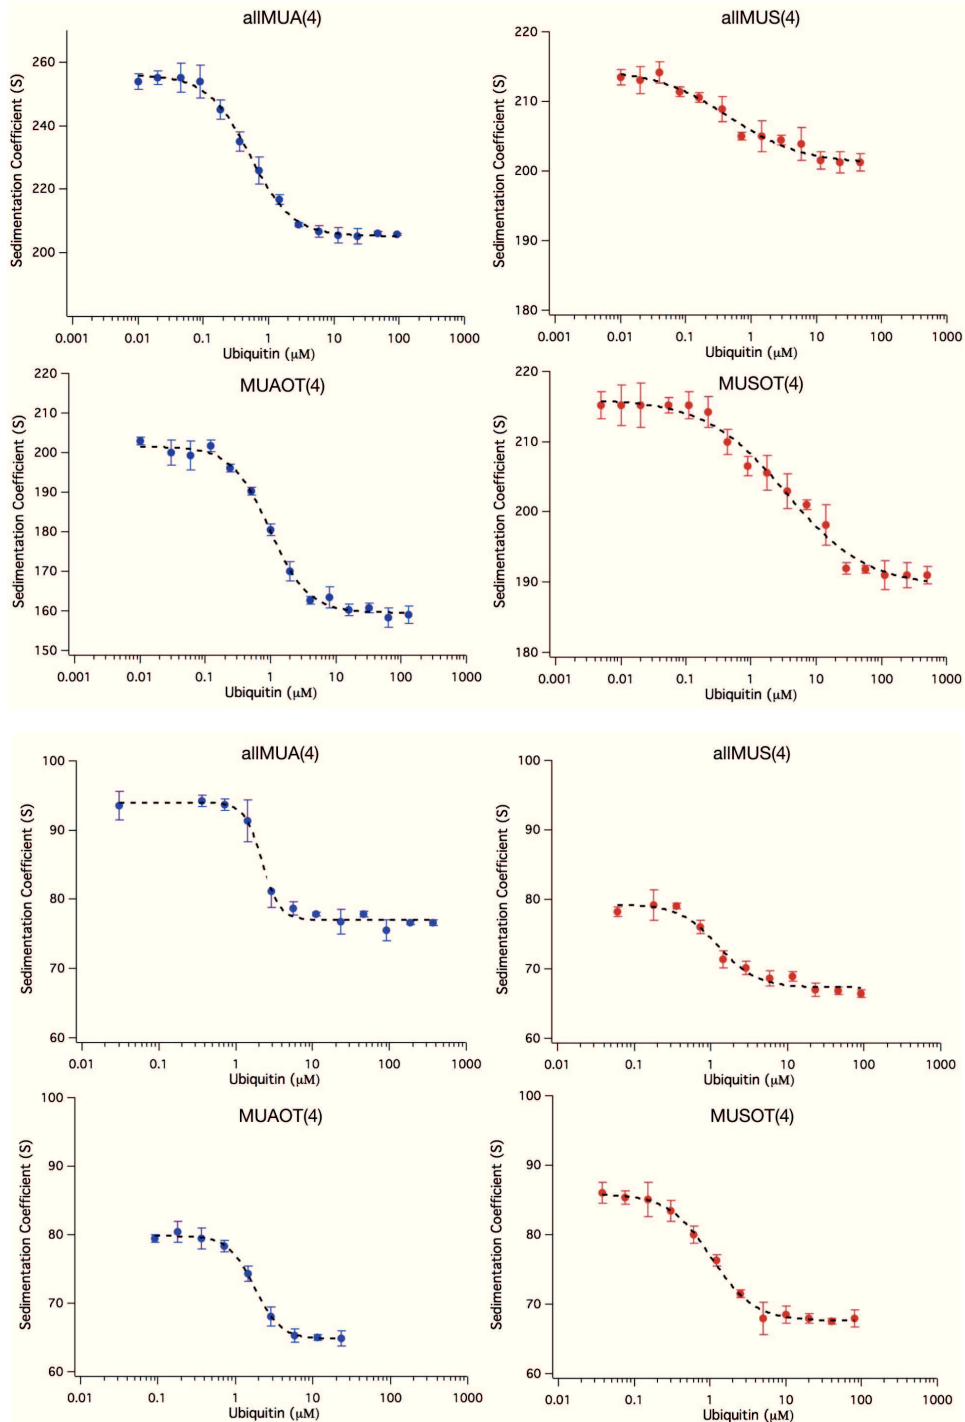 allMUA(4)
Sedimentation Coefficient (S)
260
240
220
200
0.001 0.01 0.1 1 10 100 1000
Ubiquitin (μM)
allMUS(4)
Sedimentation Coefficient (S)
220
210
200
190
180
0.001 0.01 0.1 1 10 100 1000
Ubiquitin (μM)
MUAOT(4)
Sedimentation Coefficient (S)
220
210
200
190
180
170
160
150
0.001 0.01 0.1 1 10 100 1000
Ubiquitin (μM)
MUSOT(4)
Sedimentation Coefficient (S)
220
210
200
190
180
0.001 0.01 0.1 1 10 100 1000
Ubiquitin (μM)
allMUA(4)
Sedimentation Coefficient (S)
100
90
80
70
60
0.01 0.1 1 10 100 1000
Ubiquitin (μM)
allMUS(4)
Sedimentation Coefficient (S)
100
90
80
70
60
0.01 0.1 1 10 100 1000
Ubiquitin (μM)
MUAOT(4)
Sedimentation Coefficient (S)
100
90
80
70
60
0.01 0.1 1 10 100 1000
Ubiquitin (μM)
MUSOT(4)
Sedimentation Coefficient (S)
100
90
80
70
60
0.01 0.1 1 10 100 1000
Ubiquitin (μM)